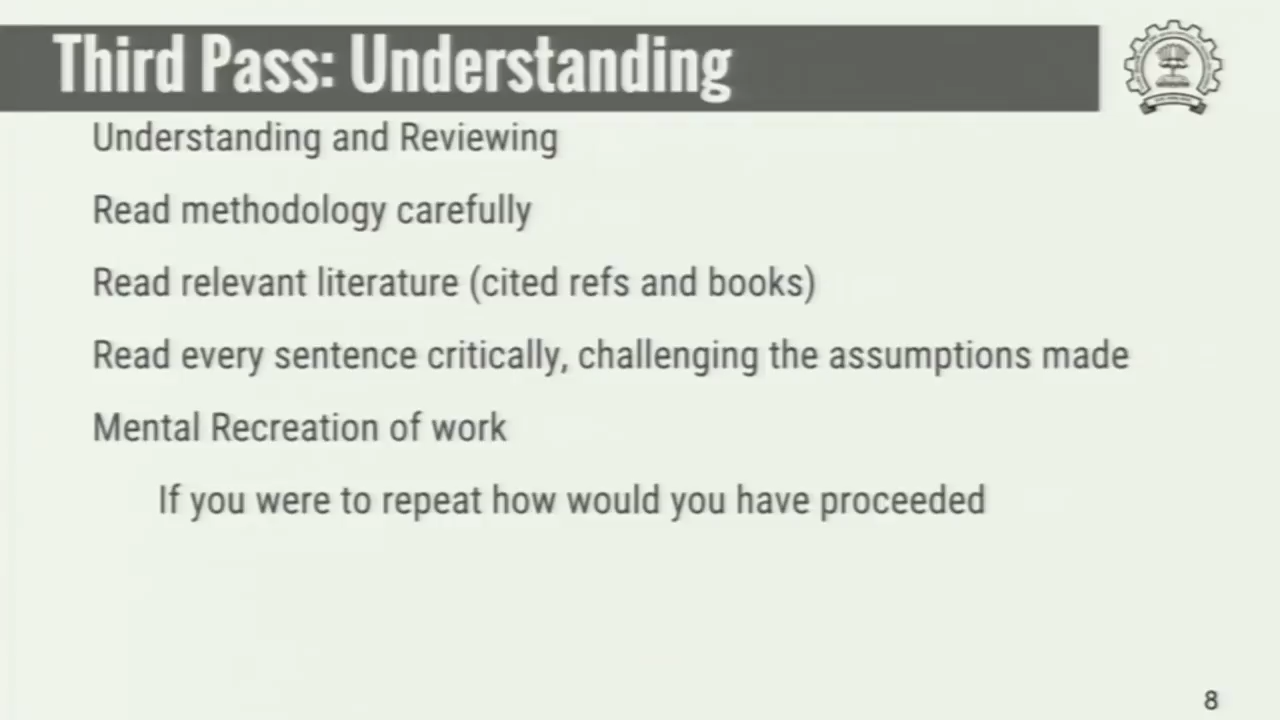 Third Pass: Understanding
Understanding and Reviewing
Read methodology carefully
Read relevant literature (cited refs and books)
Read every sentence critically, challenging the assumptions made
Mental Recreation of work
If you were to repeat how would you have proceeded
8